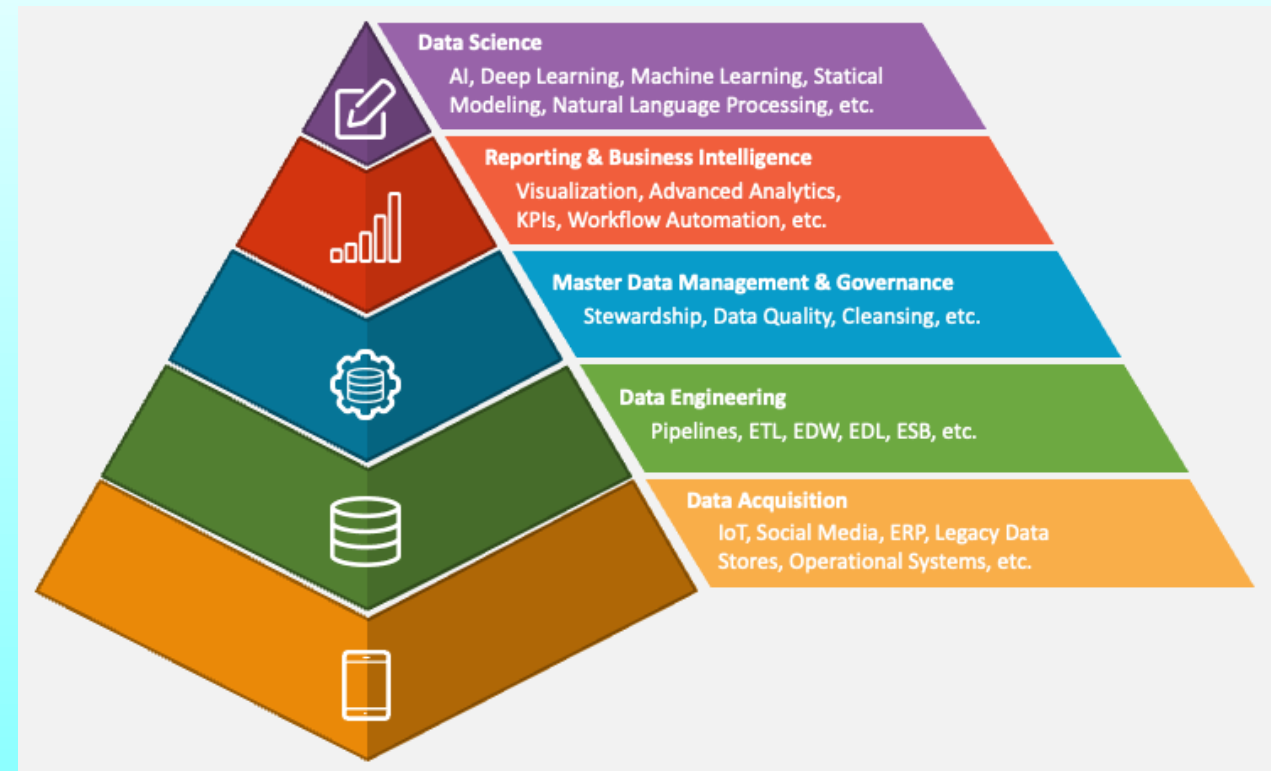 Data Science
AI, Deep Learning, Machine Learning, Statical
Modeling, Natural Language Processing, etc.
Reporting & Business Intelligence
Visualization, Advanced Analytics,
KPIs, Workflow Automation, etc.
Master Data Management & Governance
Stewardship, Data Quality, Cleansing, etc.
Data Engineering
Pipelines, ETL, EDW, EDL, ESB, etc.
Data Acquisition
IoT, Social Media, ERP, Legacy Data
Stores, Operational Systems, etc.